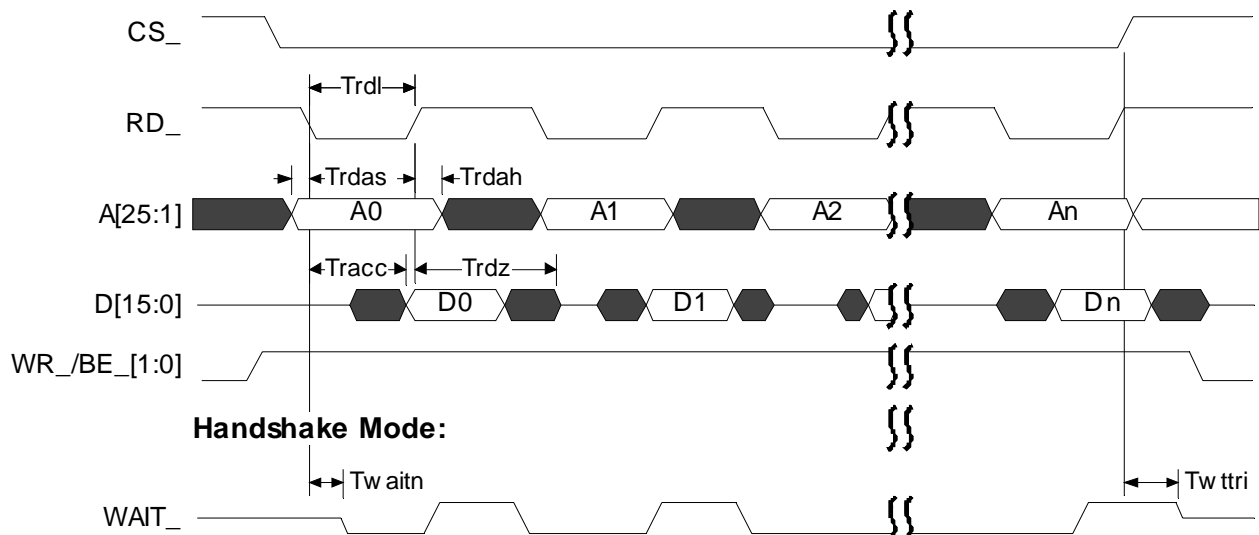 CS_
Trdl
RD_
Trdas
Trdah
A[25:1]
A0
A1
A2
An
Tracc
Trdz
D[15:0]
D0
D1
Dn
WR_/BE_[1:0]
Handshake Mode:
Twaitn
Twttri
WAIT_